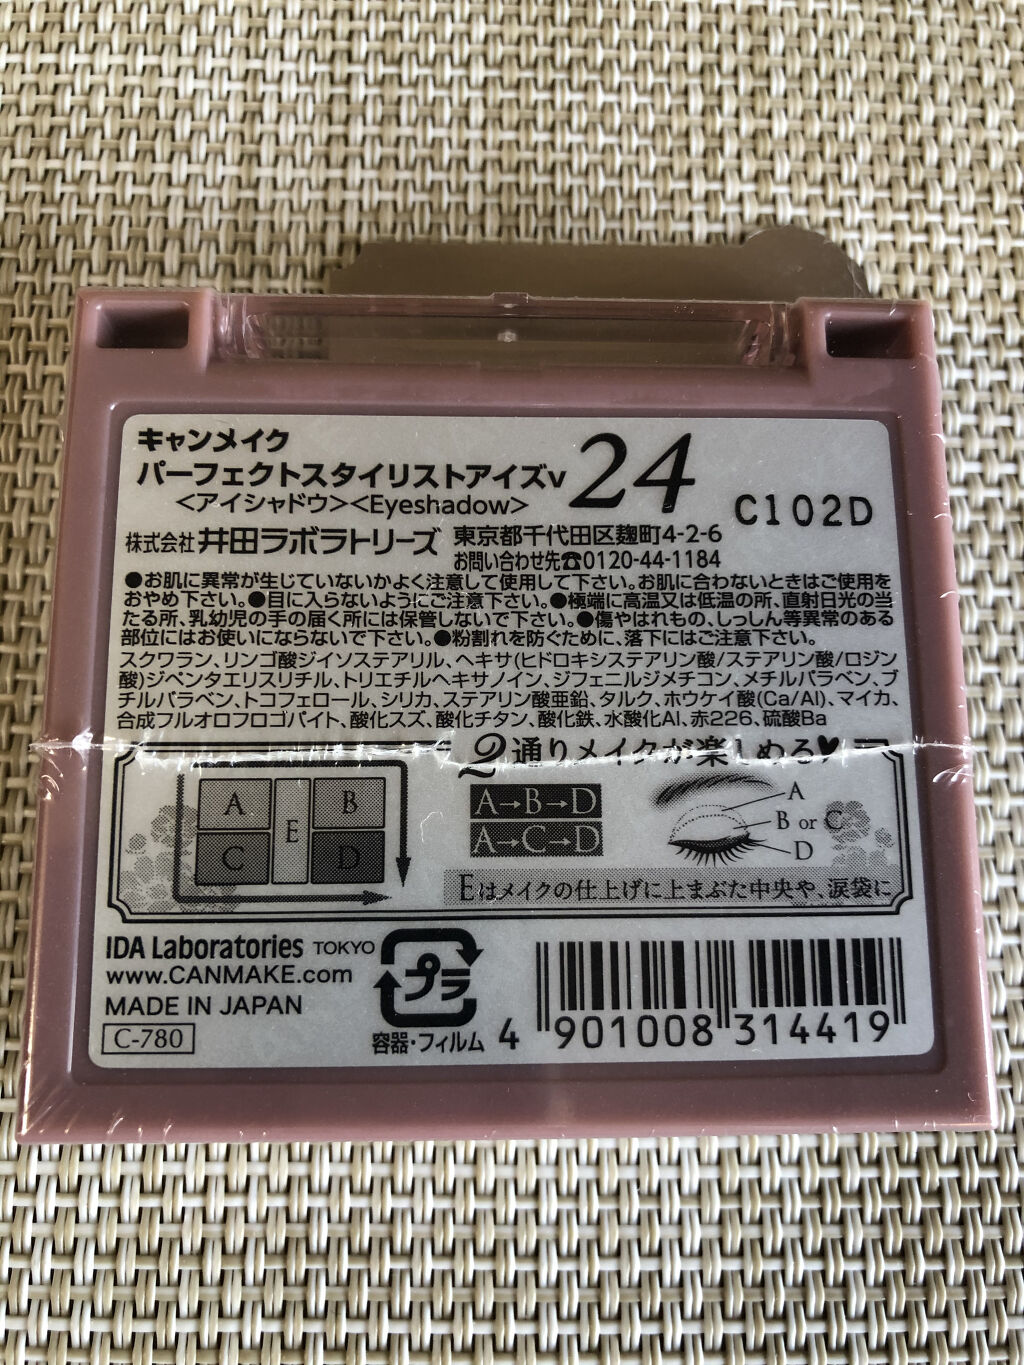 キャンメイク
パーフェクトスタイリストアイズv 24
<アイシャドウ><Eyeshadow>
C102D
株式会社 井田ラボラトリーズ 東京都千代田区麹町4-2-6
お問い合わせ先☎0120-44-1184
●お肌に異常が生じていないかよく注意して使用して下さい。お肌に合わないときはご使用を
おやめ下さい。●目に入らないようにご注意下さい。●極端に高温又は低温の所、直射日光の当
たる所、乳幼児の手の届く所には保管しないで下さい。●傷やはれもの、しっしん等異常のある
部位にはお使いにならないで下さい。●粉割れを防ぐために、落下にはご注意下さい。
スクワラン、リンゴ酸ジイソステアリル、ヘキサ(ヒドロキシステアリン酸/ステアリン酸/ロジン
酸)ジペンタエリスリチル、トリエチルヘキサノイン、ジフェニルジメチコン、メチルパラベン、ブ
チルパラベン、トコフェロール、シリカ、ステアリン酸亜鉛、タルク、ホウケイ酸(Ca/Al)、マイカ、
合成フルオロフロゴパイト、酸化スズ、酸化チタン、酸化鉄、水酸化Al、赤226、硫酸Ba
2通りメイクが楽しめる♥
A B
E
C D
A→B→D
A→C→D
A
B or C
D
Eはメイクの仕上げに上まぶた中央や、涙袋に
IDA Laboratories TOKYO
www.CANMAKE.com
MADE IN JAPAN
C-780
プラ
容器・フィルム
4 901008 314419